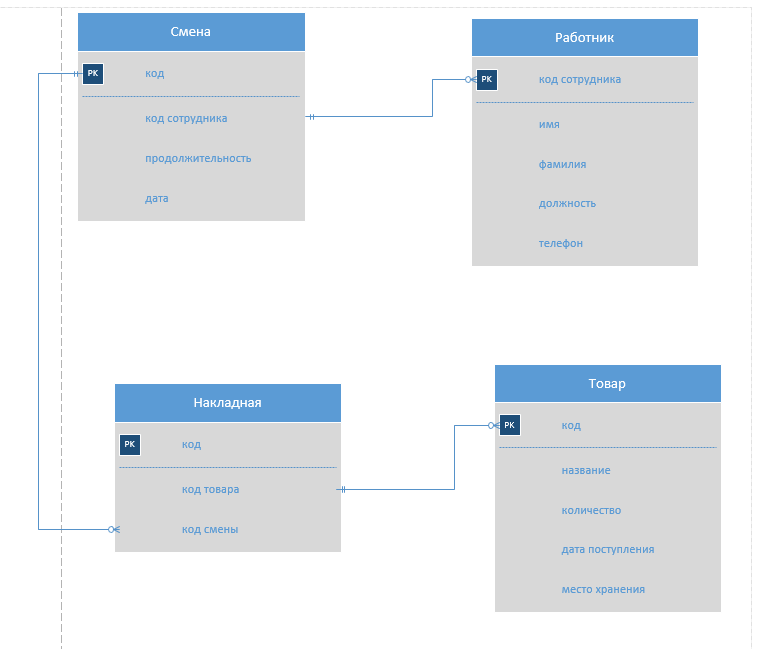 Смена
PK код
код сотрудника
продолжительность
дата
Работник
PK код сотрудника
имя
фамилия
должность
телефон
Накладная
PK код
код товара
код смены
Товар
PK код
название
количество
дата поступления
место хранения